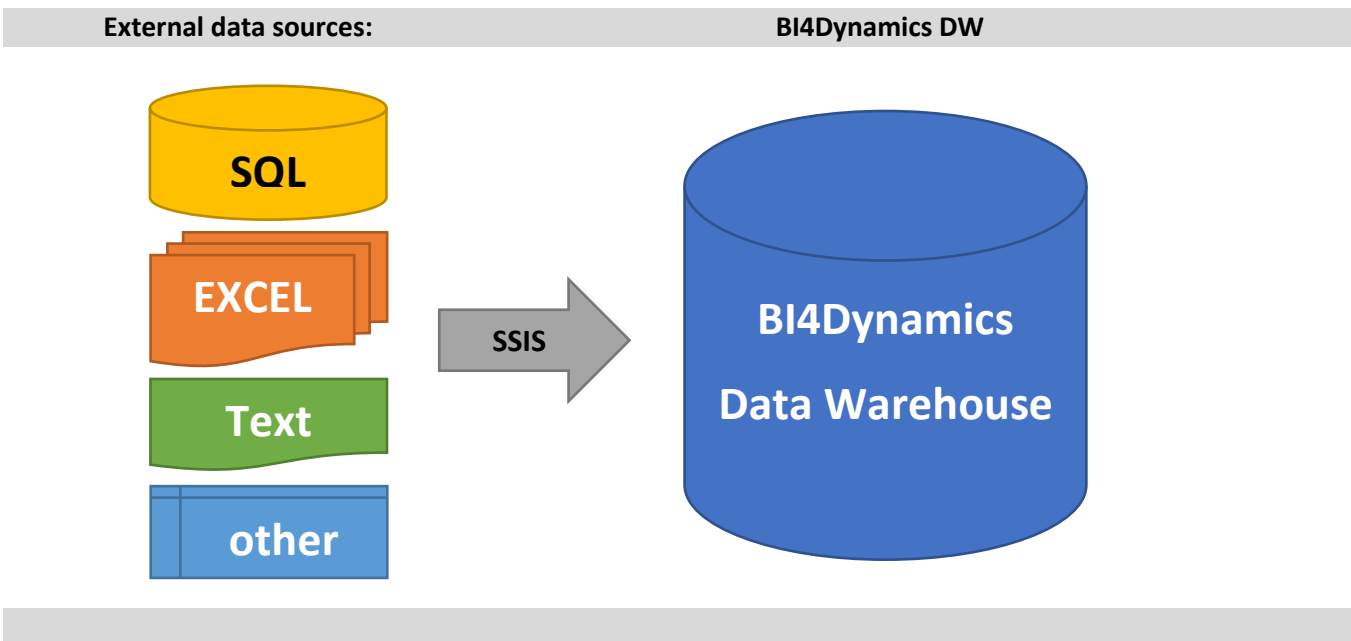 External data sources:
BI4Dynamics DW
SQL
EXCEL
Text
other
SSIS
BI4Dynamics
Data Warehouse